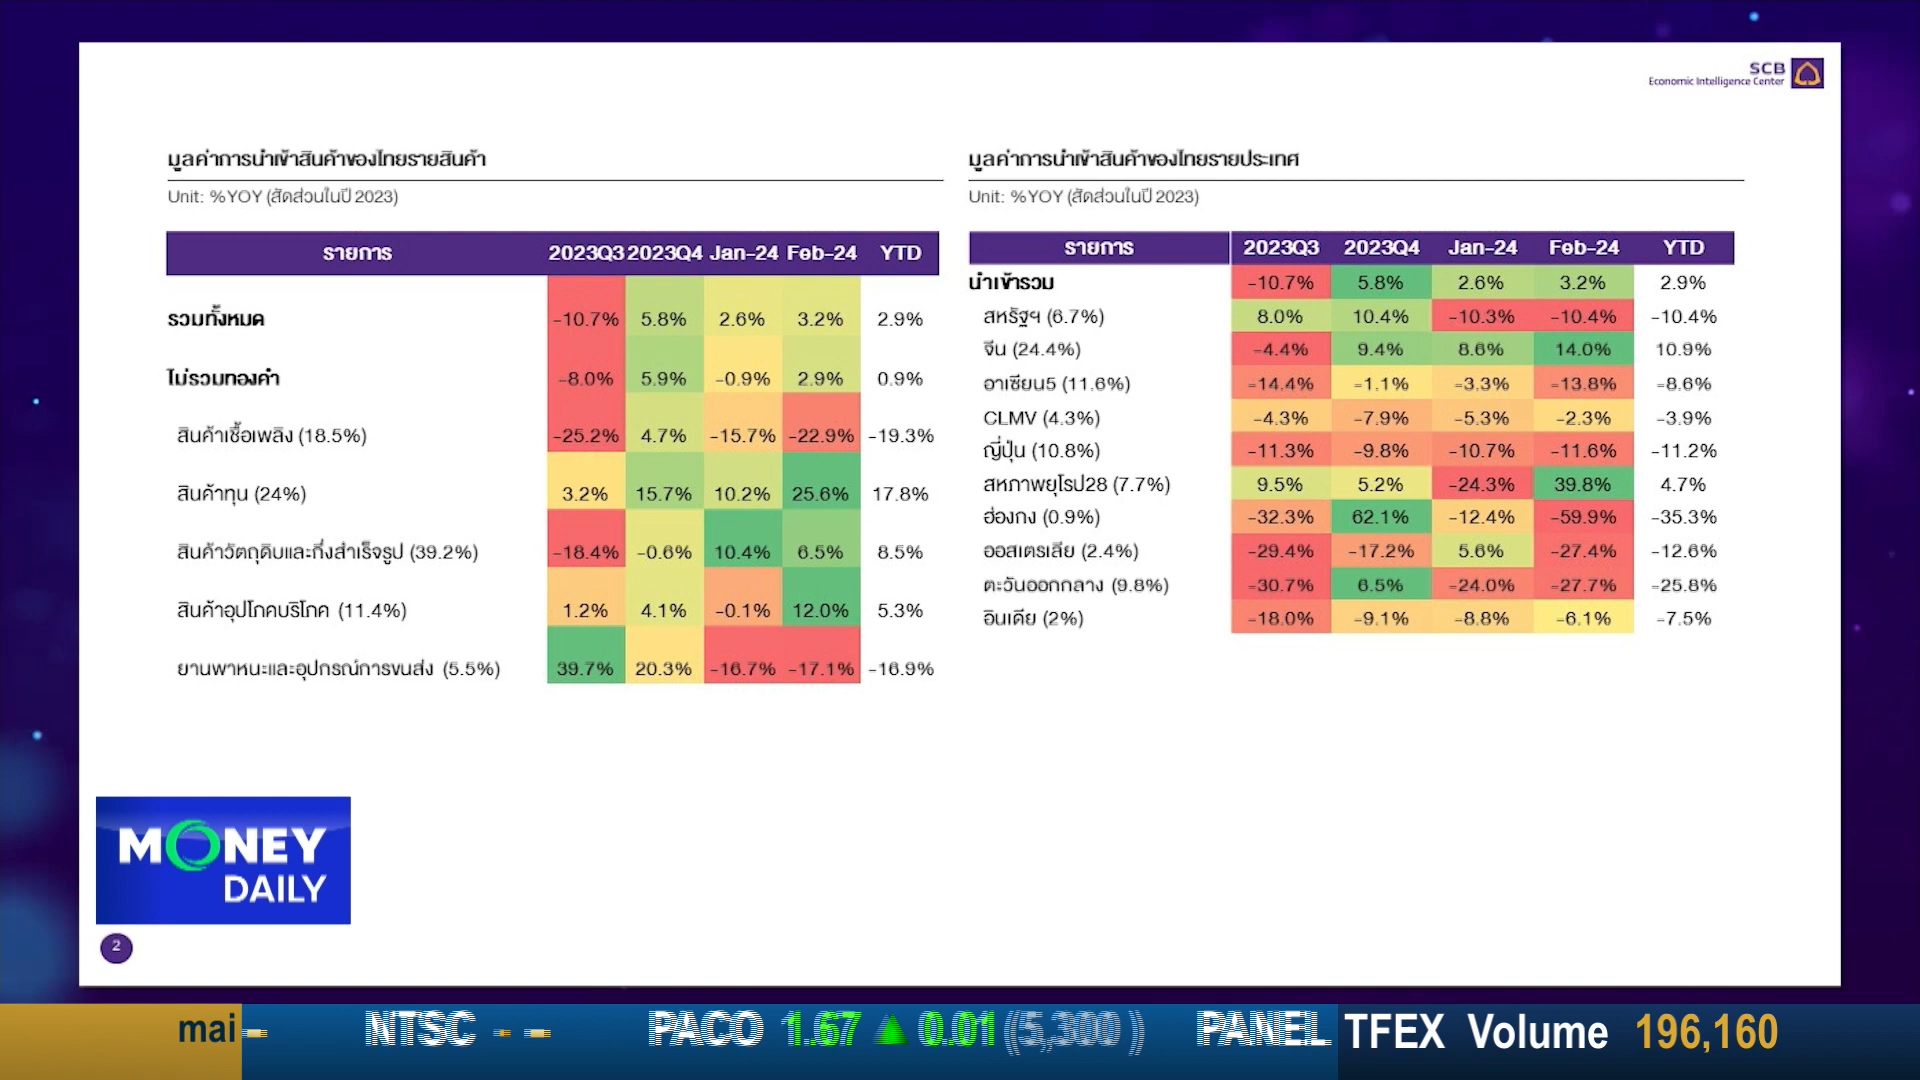 SCB
Economic Intelligence Center
มูลค่าการนำเข้าสินค้าของไทยรายสินค้า
Unit: %YOY (สัดส่วนในปี 2023)
รายการ 2023Q3 2023Q4 Jan-24 Feb-24 YTD
รวมทั้งหมด -10.7% 5.8% 2.6% 3.2% 2.9%
ไม่รวมทองคำ -8.0% 5.9% -0.9% 2.9% 0.9%
สินค้าเชื้อเพลิง (18.5%) -25.2% 4.7% -15.7% -22.9% -19.3%
สินค้าทุน (24%) 3.2% 15.7% 10.2% 25.6% 17.8%
สินค้าวัตถุดิบและกึ่งสำเร็จรูป (39.2%) -18.4% -0.6% 10.4% 6.5% 8.5%
สินค้าอุปโภคบริโภค (11.4%) 1.2% 4.1% -0.1% 12.0% 5.3%
ยานพาหนะและอุปกรณ์การขนส่ง (5.5%) 39.7% 20.3% -16.7% -17.1% -16.9%
มูลค่าการนำเข้าสินค้าของไทยรายประเทศ
Unit: %YOY (สัดส่วนในปี 2023)
รายการ 2023Q3 2023Q4 Jan-24 Feb-24 YTD
นำเข้ารวม -10.7% 5.8% 2.6% 3.2% 2.9%
สหรัฐฯ (6.7%) 8.0% 10.4% -10.3% -10.4% -10.4%
จีน (24.4%) -4.4% 9.4% 8.6% 14.0% 10.9%
อาเซียน5 (11.6%) -14.4% -1.1% -3.3% -13.8% -8.6%
CLMV (4.3%) -4.3% -7.9% -5.3% -2.3% -3.9%
ญี่ปุ่น (10.8%) -11.3% -9.8% -10.7% -11.6% -11.2%
สหภาพยุโรป28 (7.7%) 9.5% 5.2% -24.3% 39.8% 4.7%
ฮ่องกง (0.9%) -32.3% 62.1% -12.4% -59.9% -35.3%
ออสเตรเลีย (2.4%) -29.4% -17.2% 5.6% -27.4% -12.6%
ตะวันออกกลาง (9.8%) -30.7% 6.5% -24.0% -27.7% -25.8%
อินเดีย (2%) -18.0% -9.1% -8.8% -6.1% -7.5%
MONEY
DAILY
2
mai - NTSC - - PACO 1.67 ▲ 0.01 (5,300) PANEL TFEX Volume 196,160